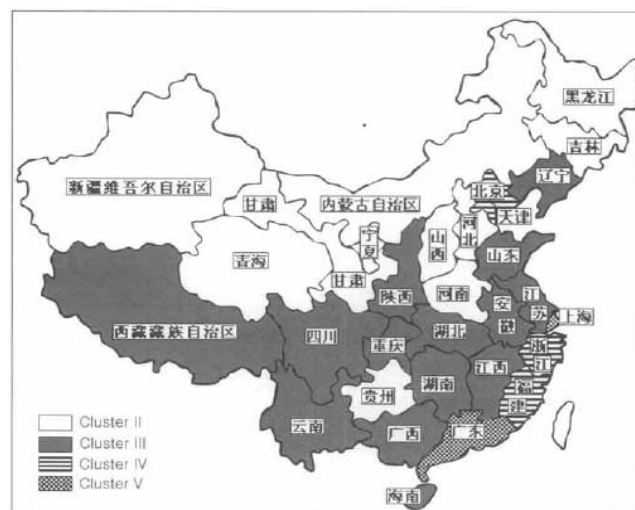 黑龙江
吉林
辽宁
北京
新疆维吾尔自治区
甘肃
内蒙古自治区
天津
宁夏
山西
河北
山东
青海
甘肃
陕西
河南
江苏
安徽
上海
西藏藏族自治区
四川
重庆
湖北
浙江
江西
湖南
贵州
福建
云南
广西
广东
海南
Cluster II
Cluster III
Cluster IV
Cluster V